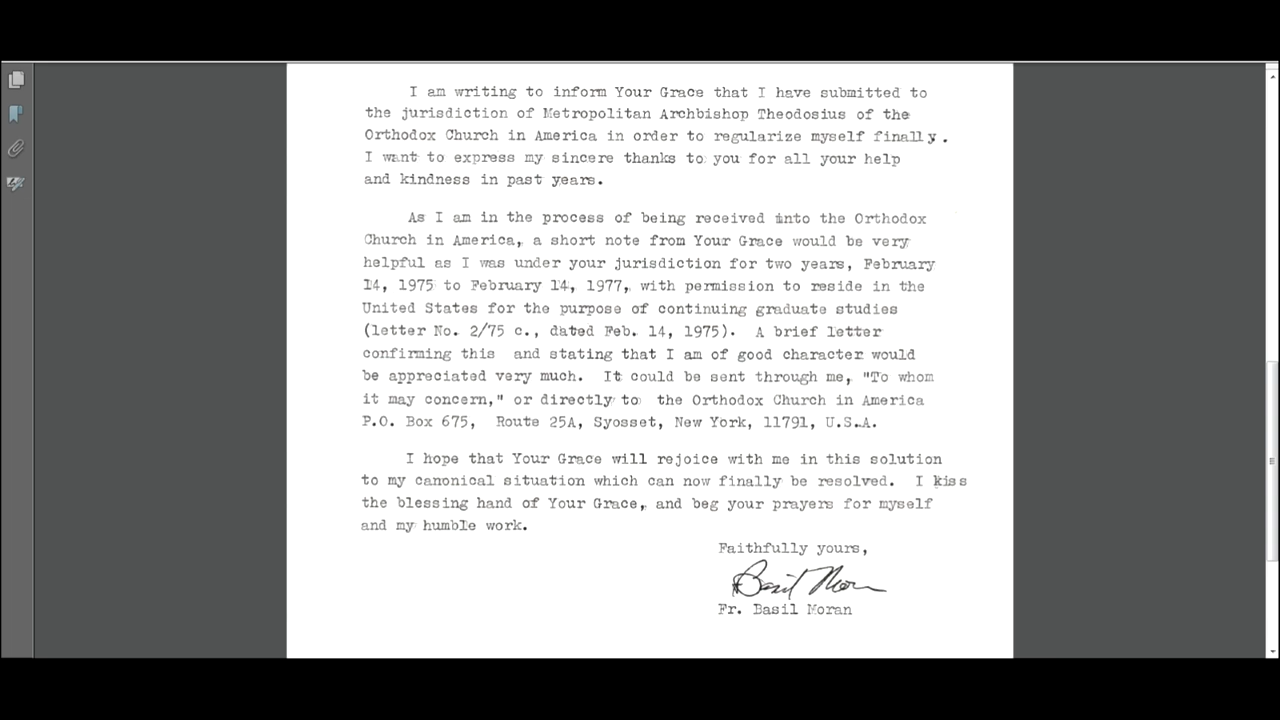 I am writing to inform Your Grace that I have submitted to
the jurisdiction of Metropolitan Archbishop Theodosius of the
Orthodox Church in America in order to regularize myself finally.
I want to express my sincere thanks to you for all your help
and kindness in past years.
As I am in the process of being received into the Orthodox
Church in America, a short note from Your Grace would be very
helpful as I was under your jurisdiction for two years, February
14, 1975 to February 14, 1977, with permission to reside in the
United States for the purpose of continuing graduate studies
(letter No. 2/75 c., dated Feb. 14, 1975). A brief letter
confirming this and stating that I am of good character would
be appreciated very much. It could be sent through me, "To whom
it may concern," or directly to the Orthodox Church in America
P.O. Box 675, Route 25A, Syosset, New York, 11791, U.S.A.
I hope that Your Grace will rejoice with me in this solution
to my canonical situation which can now finally be resolved. I kiss
the blessing hand of Your Grace, and beg your prayers for myself
and my humble work.
Faithfully yours,
Basil Moran
Fr. Basil Moran